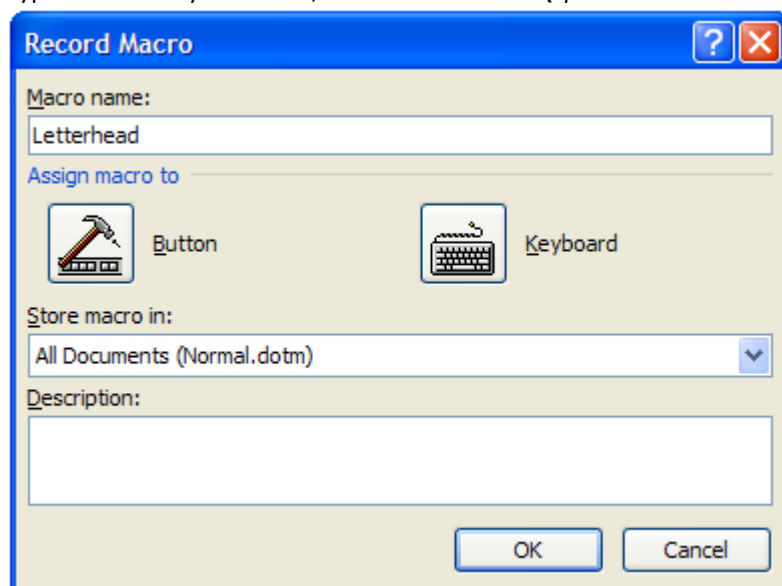 Record Macro
Macro name:
Letterhead
Assign macro to
Button Keyboard
Store macro in:
All Documents (Normal.dotm)
Description:
OK Cancel